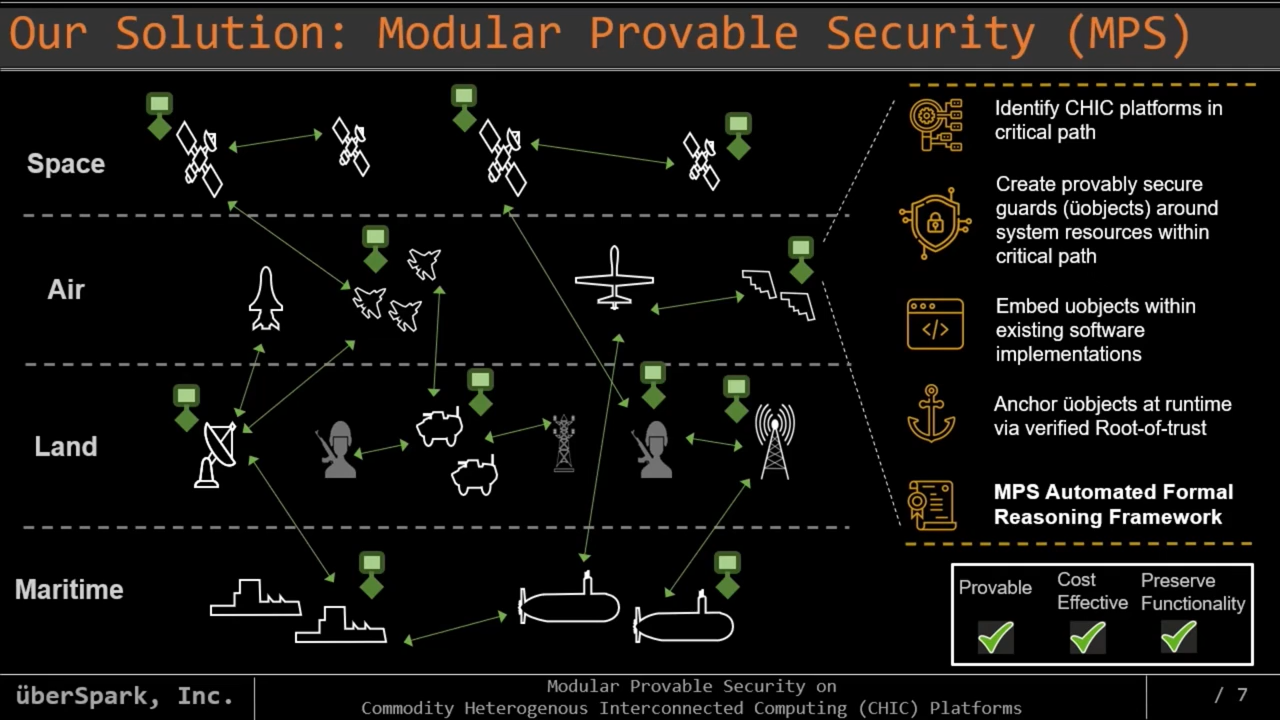 Our Solution: Modular Provable Security (MPS)
Space
Air
Land
Maritime
Identify CHIC platforms in
critical path
Create provably secure
guards (üobjects) around
system resources within
critical path
Embed uobjects within
existing software
implementations
Anchor üobjects at runtime
via verified Root-of-trust
MPS Automated Formal
Reasoning Framework
Provable
Cost
Effective
Preserve
Functionality
überSpark, Inc.
Modular Provable Security on
Commodity Heterogenous Interconnected Computing (CHIC) Platforms
/ 7